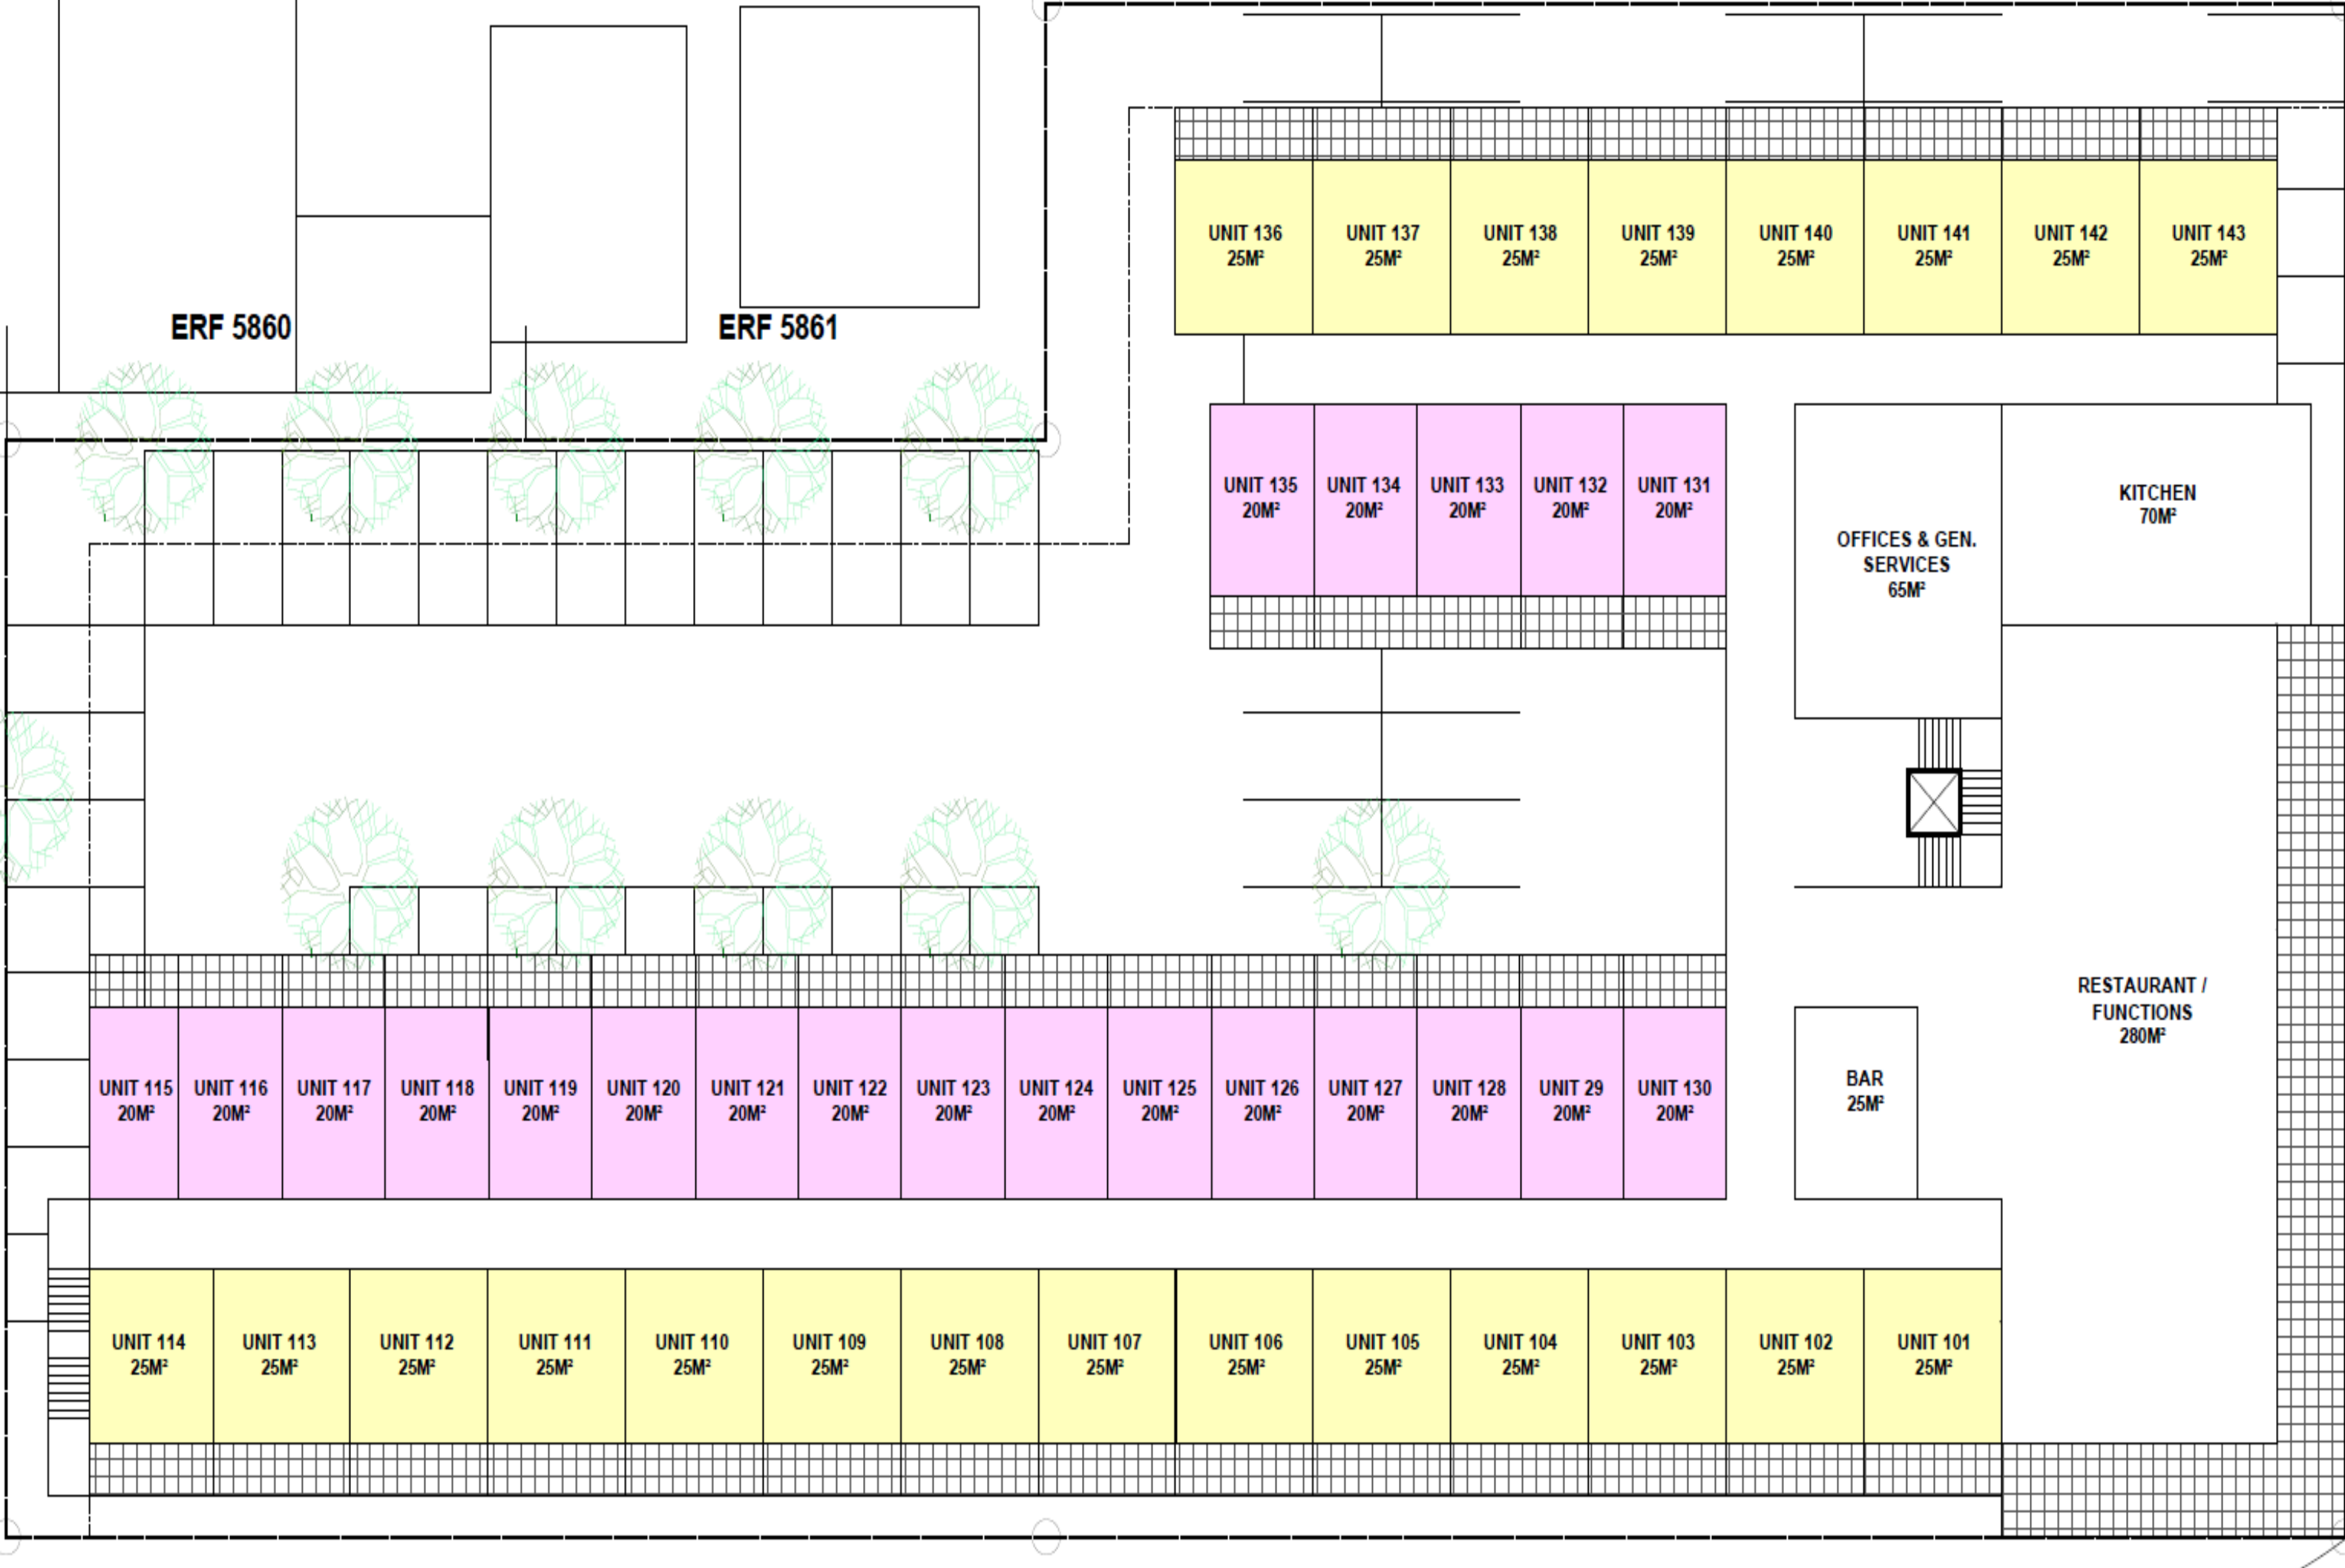 ERF 5860
ERF 5861
UNIT 136
25M²
UNIT 137
25M²
UNIT 138
25M²
UNIT 139
25M²
UNIT 140
25M²
UNIT 141
25M²
UNIT 142
25M²
UNIT 143
25M²
UNIT 135
20M²
UNIT 134
20M²
UNIT 133
20M²
UNIT 132
20M²
UNIT 131
20M²
OFFICES & GEN.
SERVICES
65M²
KITCHEN
70M²
RESTAURANT /
FUNCTIONS
280M²
BAR
25M²
UNIT 115
20M²
UNIT 116
20M²
UNIT 117
20M²
UNIT 118
20M²
UNIT 119
20M²
UNIT 120
20M²
UNIT 121
20M²
UNIT 122
20M²
UNIT 123
20M²
UNIT 124
20M²
UNIT 125
20M²
UNIT 126
20M²
UNIT 127
20M²
UNIT 128
20M²
UNIT 29
20M²
UNIT 130
20M²
UNIT 114
25M²
UNIT 113
25M²
UNIT 112
25M²
UNIT 111
25M²
UNIT 110
25M²
UNIT 109
25M²
UNIT 108
25M²
UNIT 107
25M²
UNIT 106
25M²
UNIT 105
25M²
UNIT 104
25M²
UNIT 103
25M²
UNIT 102
25M²
UNIT 101
25M²